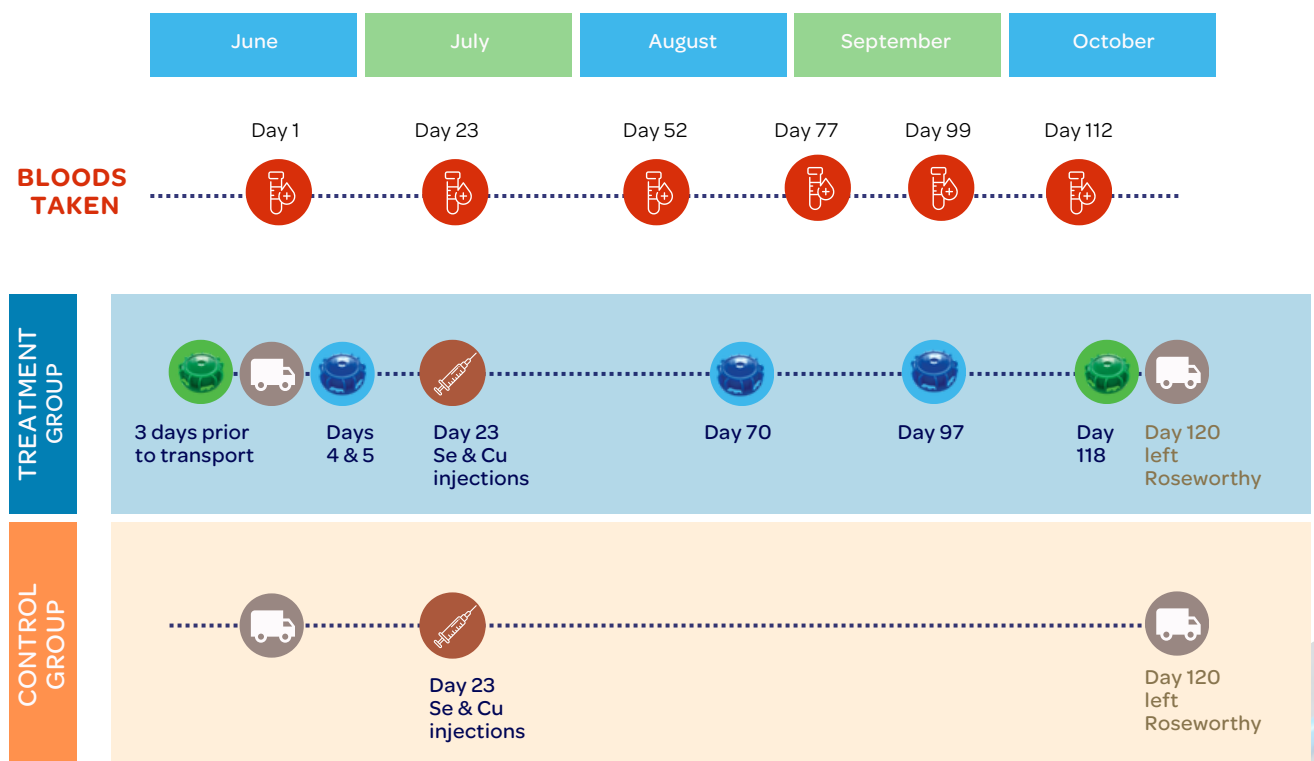 June
July
August
September
October
Day 1
Day 23
Day 52
Day 77
Day 99
Day 112
BLOODS
TAKEN
TREATMENT
GROUP
3 days prior
to transport
Days
4 & 5
Day 23
Se & Cu
injections
Day 70
Day 97
Day
118
Day 120
left
Roseworthy
CONTROL
GROUP
Day 23
Se & Cu
injections
Day 120
left
Roseworthy